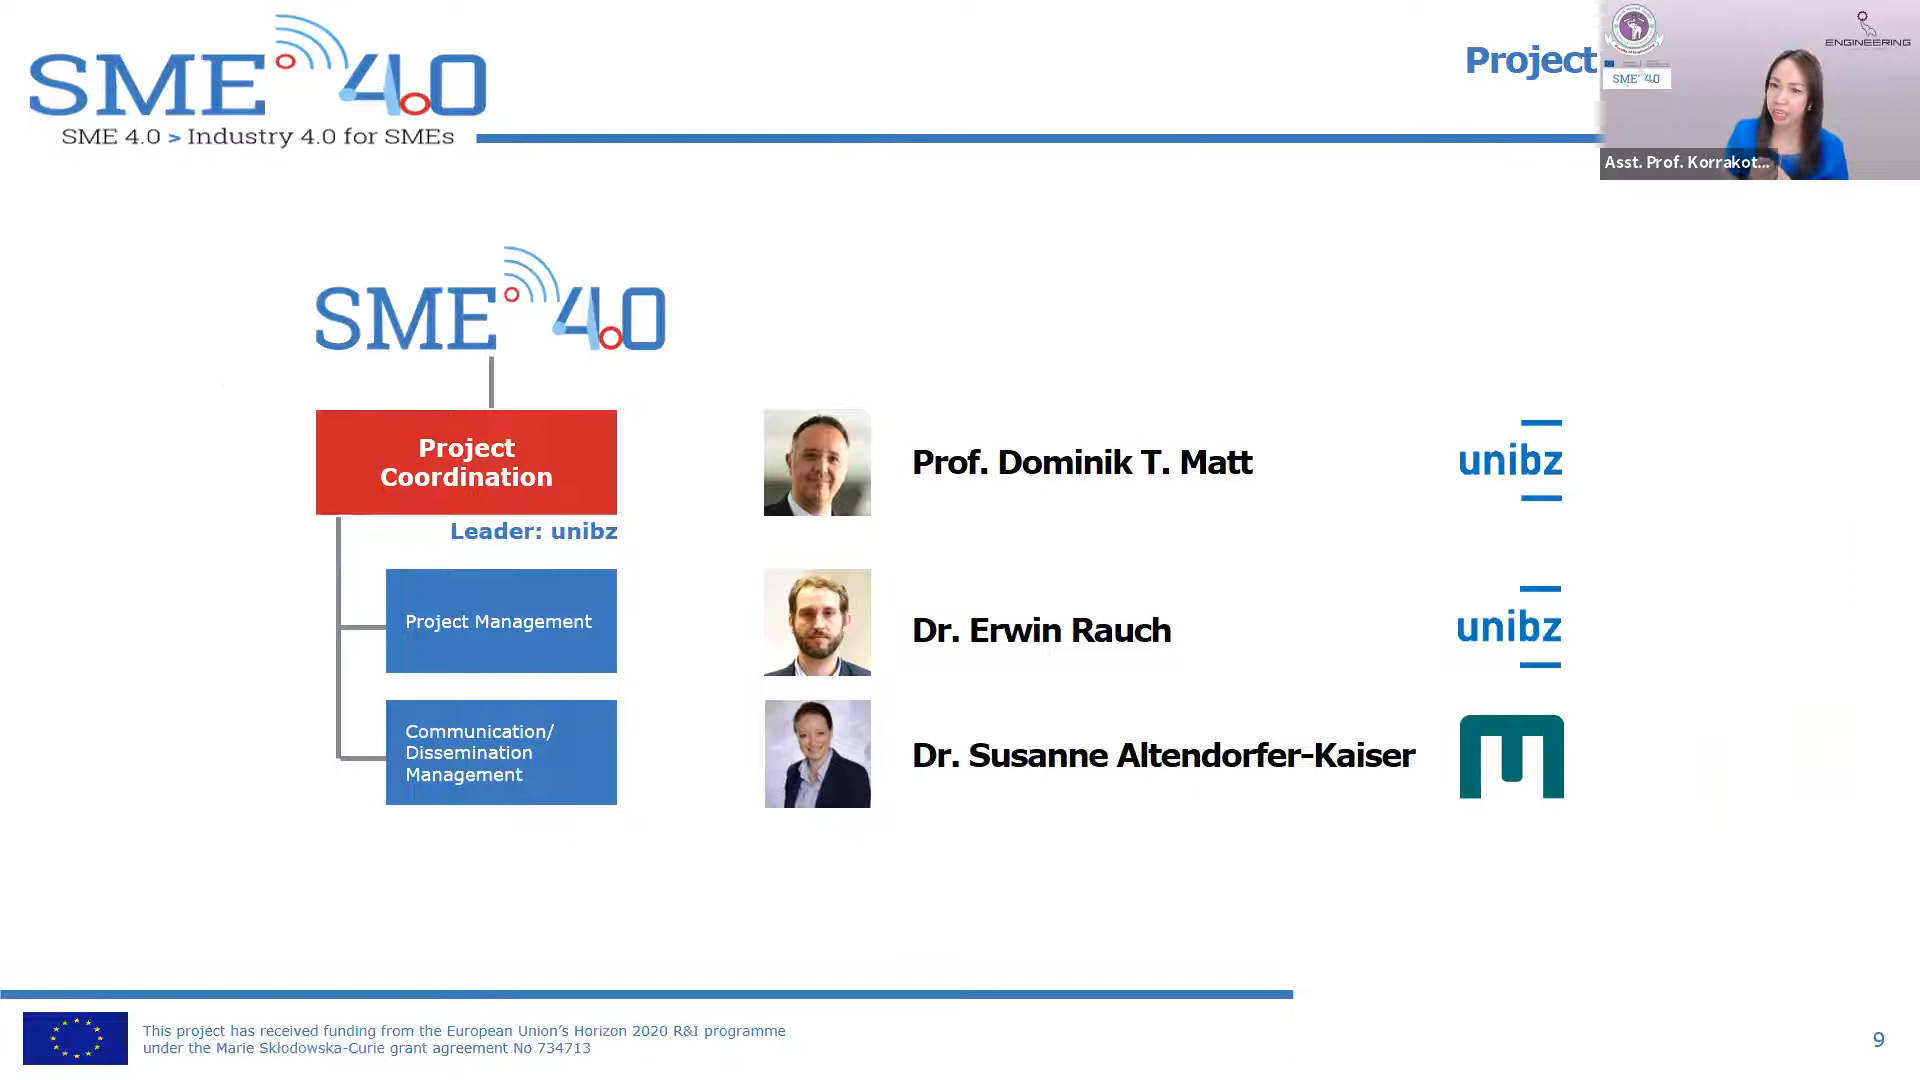 SME 4.0
SME 4.0 > Industry 4.0 for SMEs
Project
ENGINEERING
SME 4.0
Asst. Prof. Korrakot...
SME 4.0
Project
Coordination
Leader: unibz
Project Management
Communication/
Dissemination
Management
Prof. Dominik T. Matt
unibz
Dr. Erwin Rauch
unibz
Dr. Susanne Altendorfer-Kaiser
This project has received funding from the European Union's Horizon 2020 R&I programme
under the Marie Skłodowska-Curie grant agreement No 734713
9